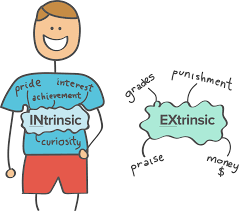 pride
interest
achievement
INtrinsic
curiosity
grades
punishment
EXtrinsic
praise
money
$